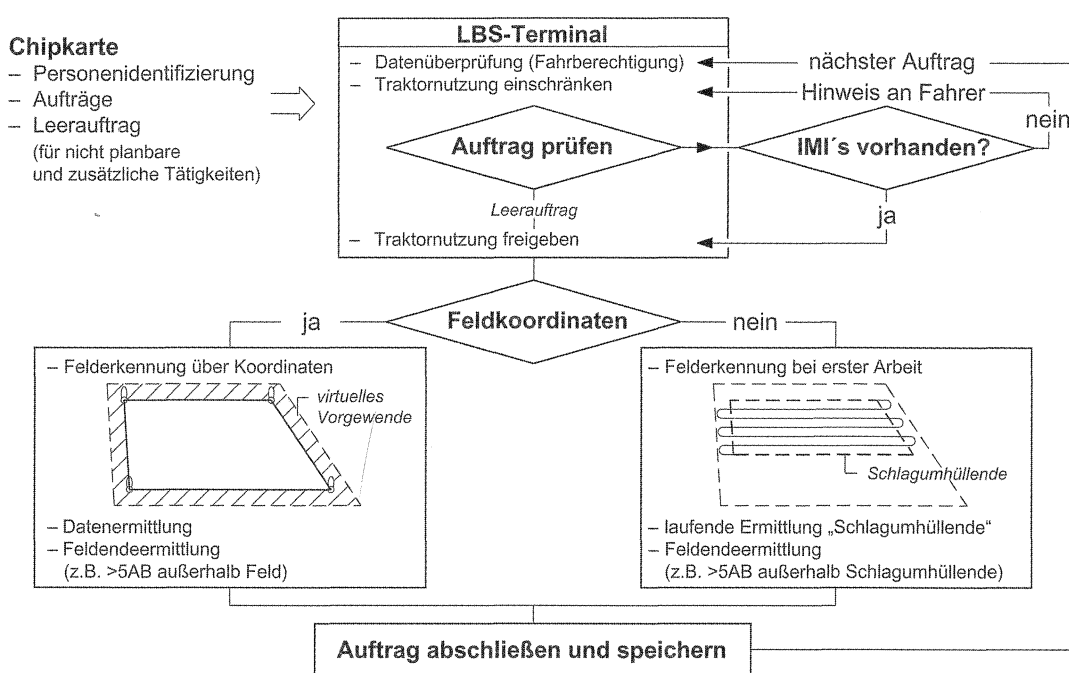 Chipkarte
– Personenidentifizierung
– Aufträge
– Leerauftrag
(für nicht planbare
und zusätzliche Tätigkeiten)
LBS-Terminal
– Datenüberprüfung (Fahrberechtigung)
– Traktornutzung einschränken
Auftrag prüfen
Leerauftrag
– Traktornutzung freigeben
nächster Auftrag
Hinweis an Fahrer
nein
IMI´s vorhanden?
ja
Feldkoordinaten
ja
nein
– Felderkennung über Koordinaten
virtuelles
Vorgewende
– Datenermittlung
– Feldendeermittlung
(z.B. >5AB außerhalb Feld)
– Felderkennung bei erster Arbeit
Schlagumhüllende
– laufende Ermittlung „Schlagumhüllende“
– Feldendeermittlung
(z.B. >5AB außerhalb Schlagumhüllende)
Auftrag abschließen und speichern